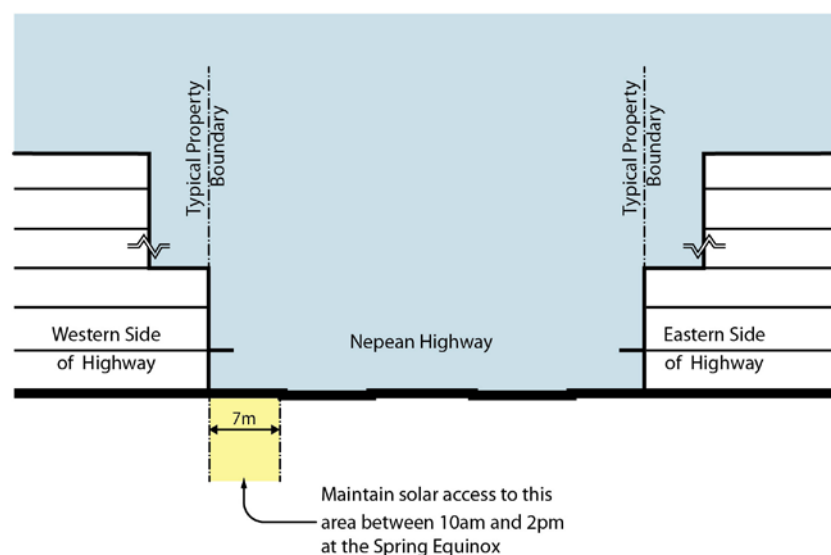 Typical Property
Boundary
Typical Property
Boundary
Western Side
of Highway
Nepean Highway
Eastern Side
of Highway
7m
Maintain solar access to this
area between 10am and 2pm
at the Spring Equinox